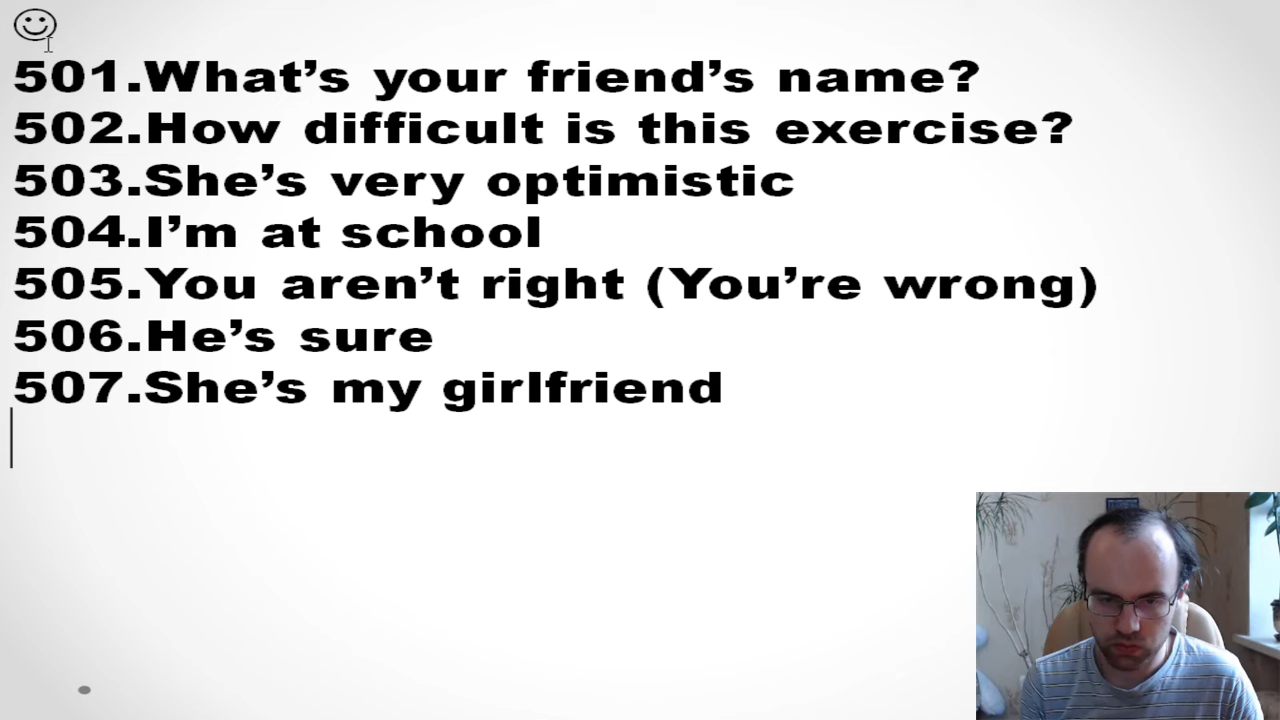 501.What’s your friend’s name?
502.How difficult is this exercise?
503.She’s very optimistic
504.I’m at school
505.You aren’t right (You’re wrong)
506.He’s sure
507.She’s my girlfriend